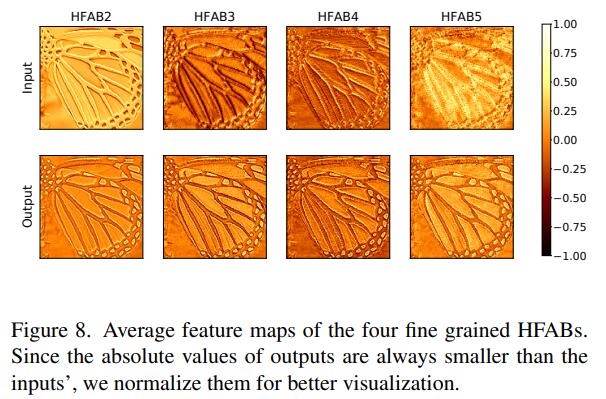 HFAB2 HFAB3 HFAB4 HFAB5
Input
Output
1.00
0.75
0.50
0.25
0.00
−0.25
−0.50
−0.75
−1.00
Figure 8. Average feature maps of the four fine grained HFABs.
Since the absolute values of outputs are always smaller than the
inputs’, we normalize them for better visualization.